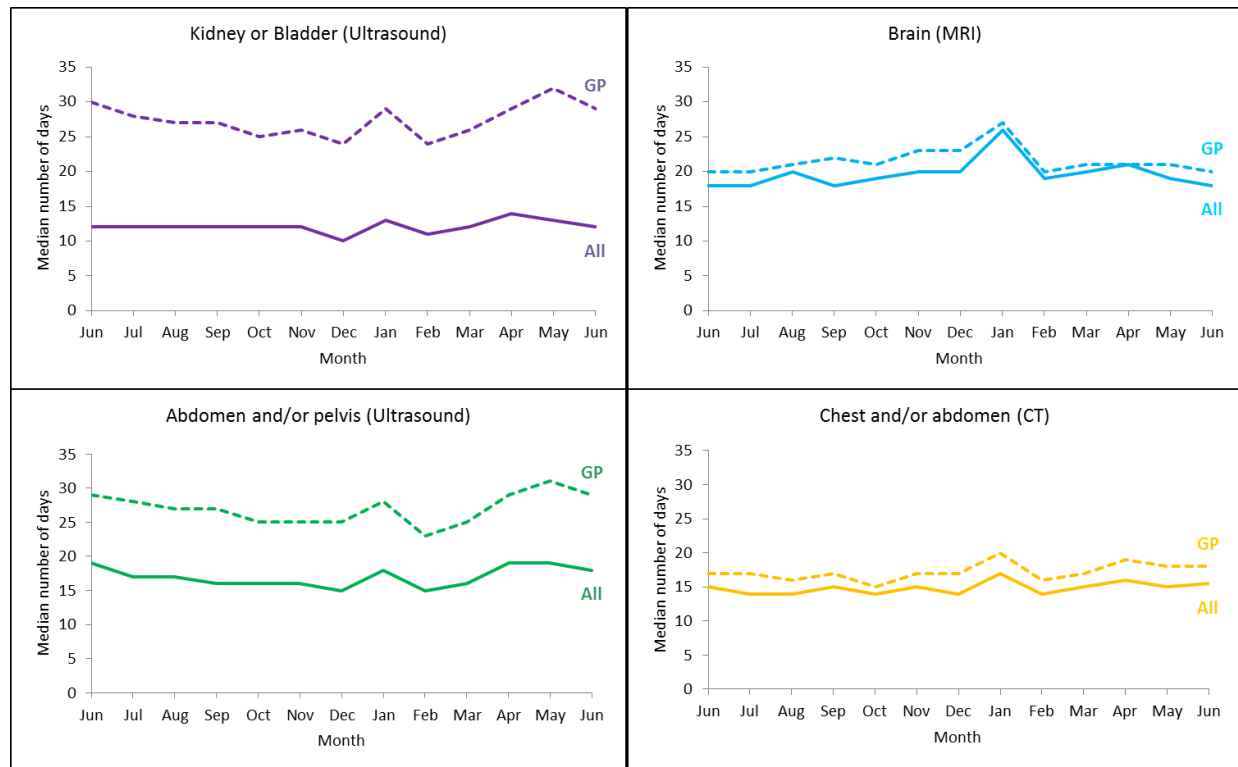 Kidney or Bladder (Ultrasound)
Median number of days
35
30
25
20
15
10
5
0
GP
All
Jun Jul Aug Sep Oct Nov Dec Jan Feb Mar Apr May Jun
Month
Brain (MRI)
Median number of days
35
30
25
20
15
10
5
0
GP
All
Jun Jul Aug Sep Oct Nov Dec Jan Feb Mar Apr May Jun
Month
Abdomen and/or pelvis (Ultrasound)
Median number of days
35
30
25
20
15
10
5
0
GP
All
Jun Jul Aug Sep Oct Nov Dec Jan Feb Mar Apr May Jun
Month
Chest and/or abdomen (CT)
Median number of days
35
30
25
20
15
10
5
0
GP
All
Jun Jul Aug Sep Oct Nov Dec Jan Feb Mar Apr May Jun
Month